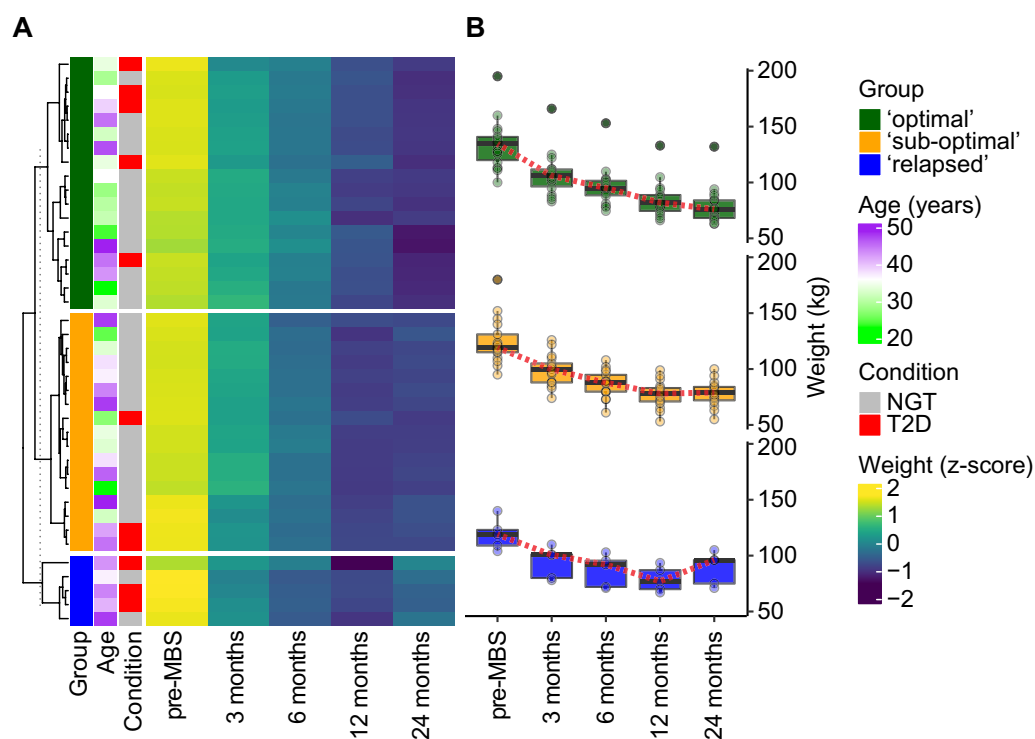 A
B
Group
Age
Condition
pre-MBS
3 months
6 months
12 months
24 months
200
150
100
50
200
150
100
50
200
150
100
50
Weight (kg)
pre-MBS
3 months
6 months
12 months
24 months
Group
‘optimal’
‘sub-optimal’
‘relapsed’
Age (years)
50
40
30
20
Condition
NGT
T2D
Weight (z-score)
2
1
0
−1
−2